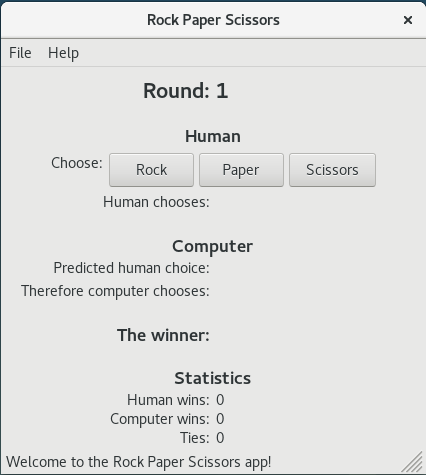 Rock Paper Scissors
File Help
Round: 1
Human
Choose: Rock Paper Scissors
Human chooses:
Computer
Predicted human choice:
Therefore computer chooses:
The winner:
Statistics
Human wins: 0
Computer wins: 0
Ties: 0
Welcome to the Rock Paper Scissors app!